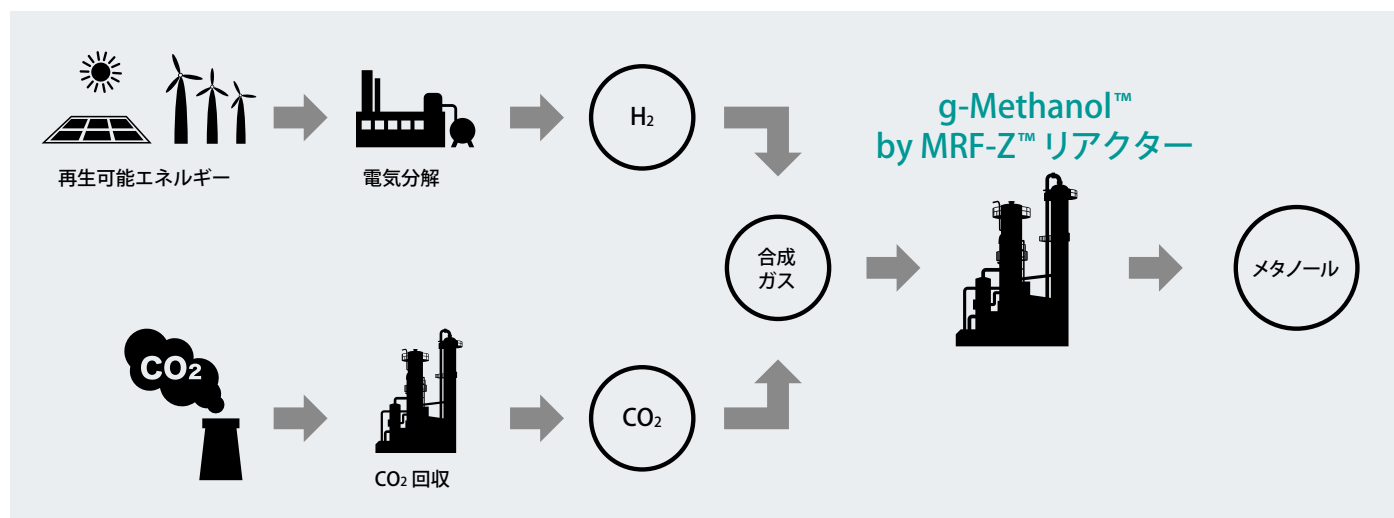 再生可能エネルギー
電気分解
H₂
g-Methanol™
by MRF-Z™ リアクター
合成
ガス
メタノール
CO₂
CO₂ 回収
CO₂